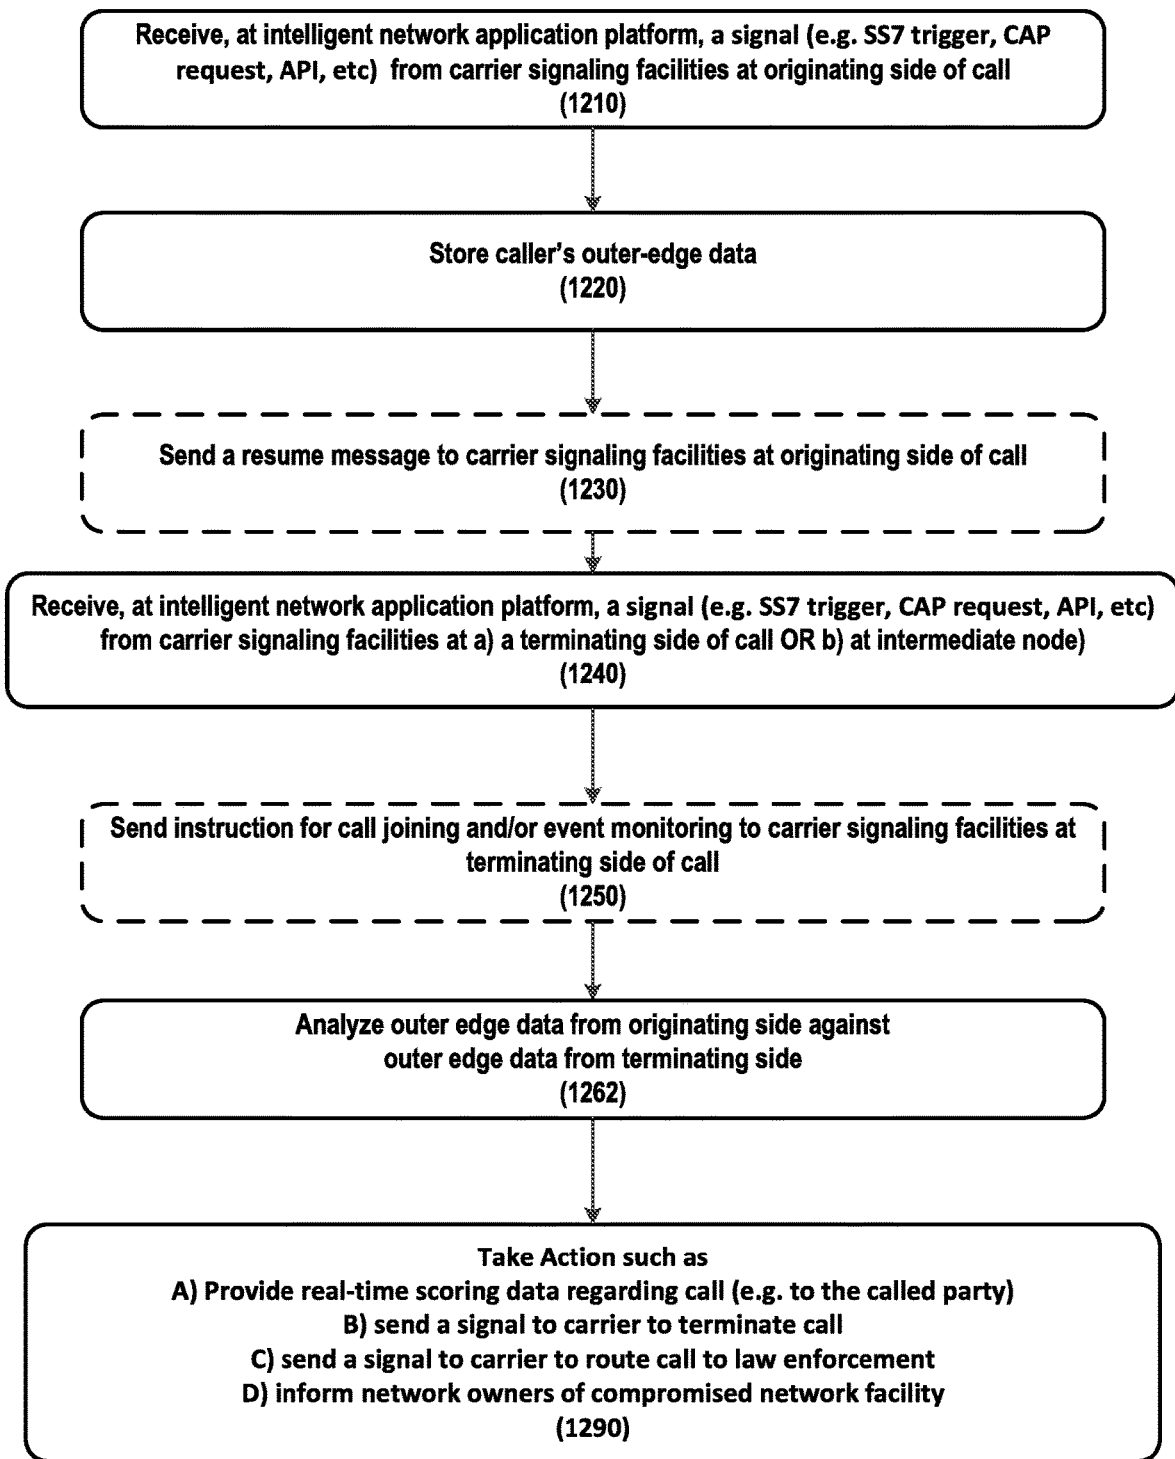 Receive, at intelligent network application platform, a signal (e.g. SS7 trigger, CAP
request, API, etc) from carrier signaling facilities at originating side of call
(1210)
Store caller's outer-edge data
(1220)
Send a resume message to carrier signaling facilities at originating side of call
(1230)
Receive, at intelligent network application platform, a signal (e.g. SS7 trigger, CAP request, API, etc)
from carrier signaling facilities at a) a terminating side of call OR b) at intermediate node)
(1240)
Send instruction for call joining and/or event monitoring to carrier signaling facilities at
terminating side of call
(1250)
Analyze outer edge data from originating side against
outer edge data from terminating side
(1262)
Take Action such as
A) Provide real-time scoring data regarding call (e.g. to the called party)
B) send a signal to carrier to terminate call
C) send a signal to carrier to route call to law enforcement
D) inform network owners of compromised network facility
(1290)